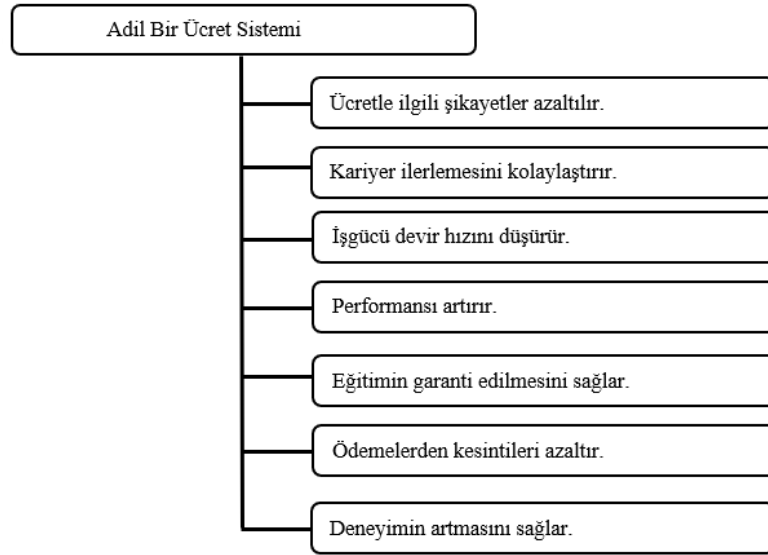 Adil Bir Ücret Sistemi
Ücretle ilgili şikayetler azaltılır.
Kariyer ilerlemesini kolaylaştırır.
İşgücü devir hızını düşürür.
Performansı artırır.
Eğitimin garanti edilmesini sağlar.
Ödemelerden kesintileri azaltır.
Deneyimin artmasını sağlar.